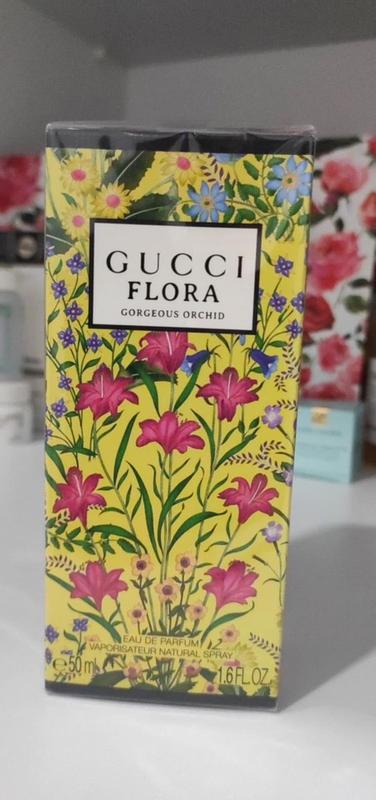 GUCCI
FLORA
GORGEOUS ORCHID
EAU DE PARFUM
VAPORISATEUR NATURAL SPRAY
℮50 ml
1.6 FL.OZ.